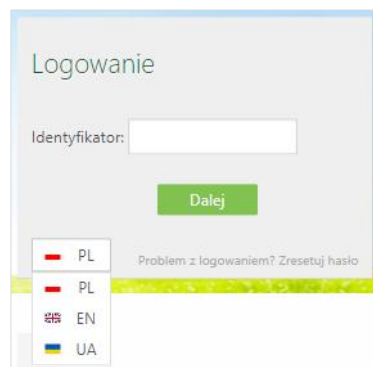 Logowanie
Identyfikator:
Dalej
PL
Problem z logowaniem? Zresetuj hasło
PL
EN
UA